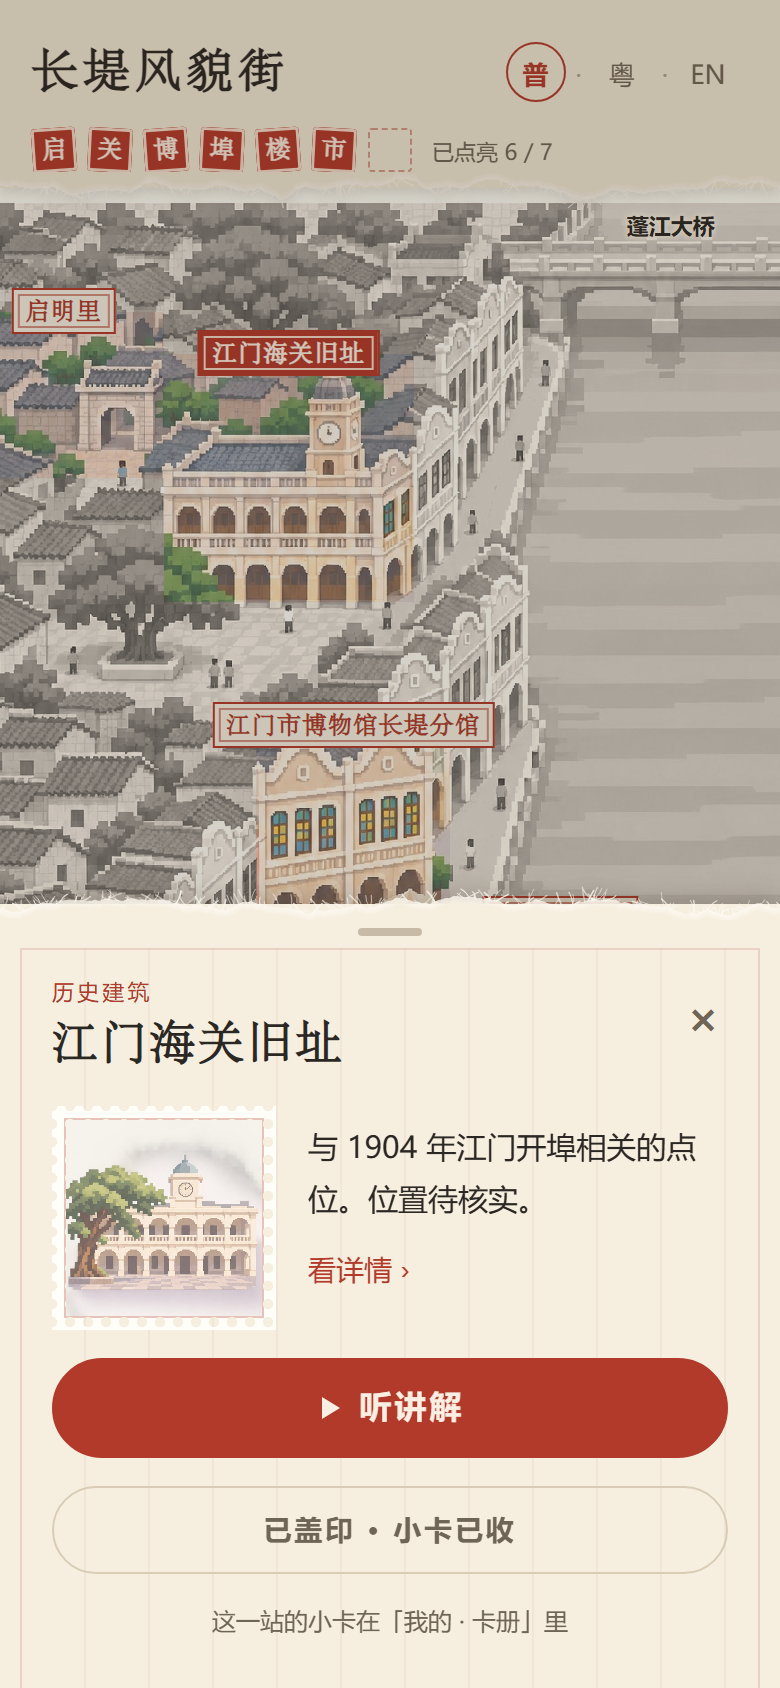 长堤风貌街
普 · 粤 · EN
启 关 博 埠 楼 市
已点亮 6 / 7
蓬江大桥
启明里
江门海关旧址
江门市博物馆长堤分馆
历史建筑
江门海关旧址
×
与 1904 年江门开埠相关的点
位。位置待核实。
看详情 ›
听讲解
已盖印 · 小卡已收
这一站的小卡在「我的 · 卡册」里